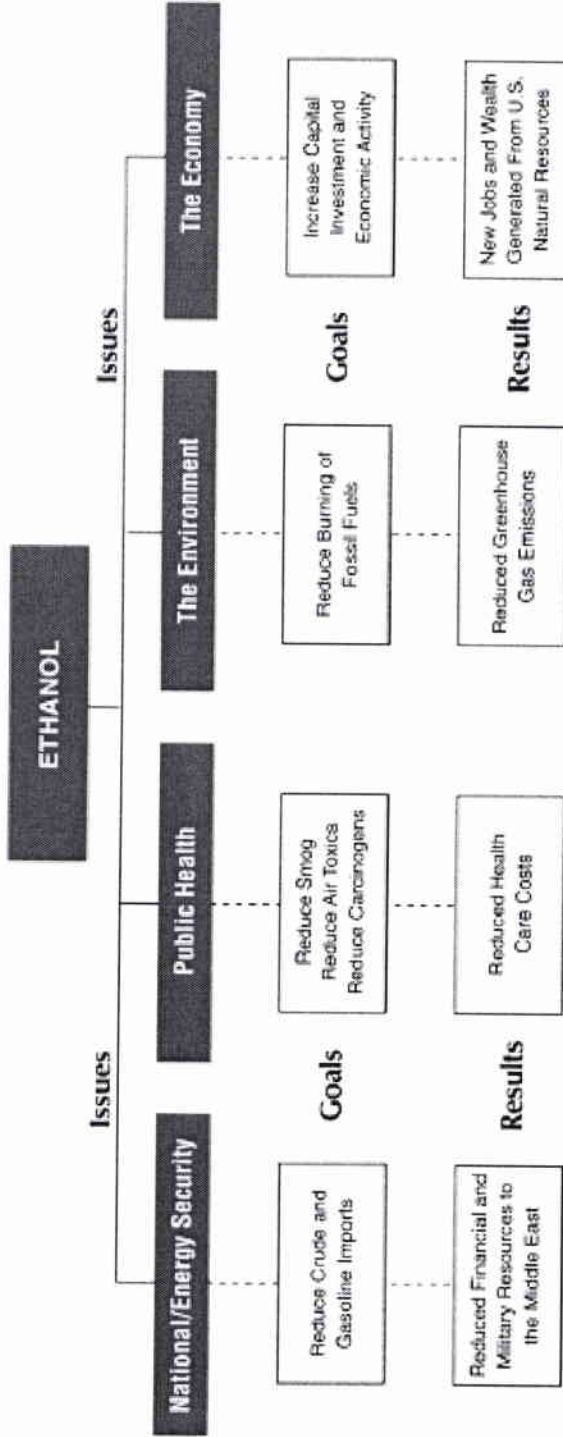 ETHANOL
Issues
Issues
National/Energy Security
Public Health
The Environment
The Economy
Reduce Crude and
Gasoline Imports
Goals
Reduce Smog
Reduce Air Toxica
Reduce Carcinogens
Reduce Burning of
Fossil Fuels
Goals
Increase Capital
Investment and
Economic Activity
Reduced Financial and
Military Resources to
the Middle East
Results
Reduced Health
Care Costs
Reduced Greenhouse
Gas Emissions
Results
New Jobs and Wealth
Generated From U.S.
Natural Resources